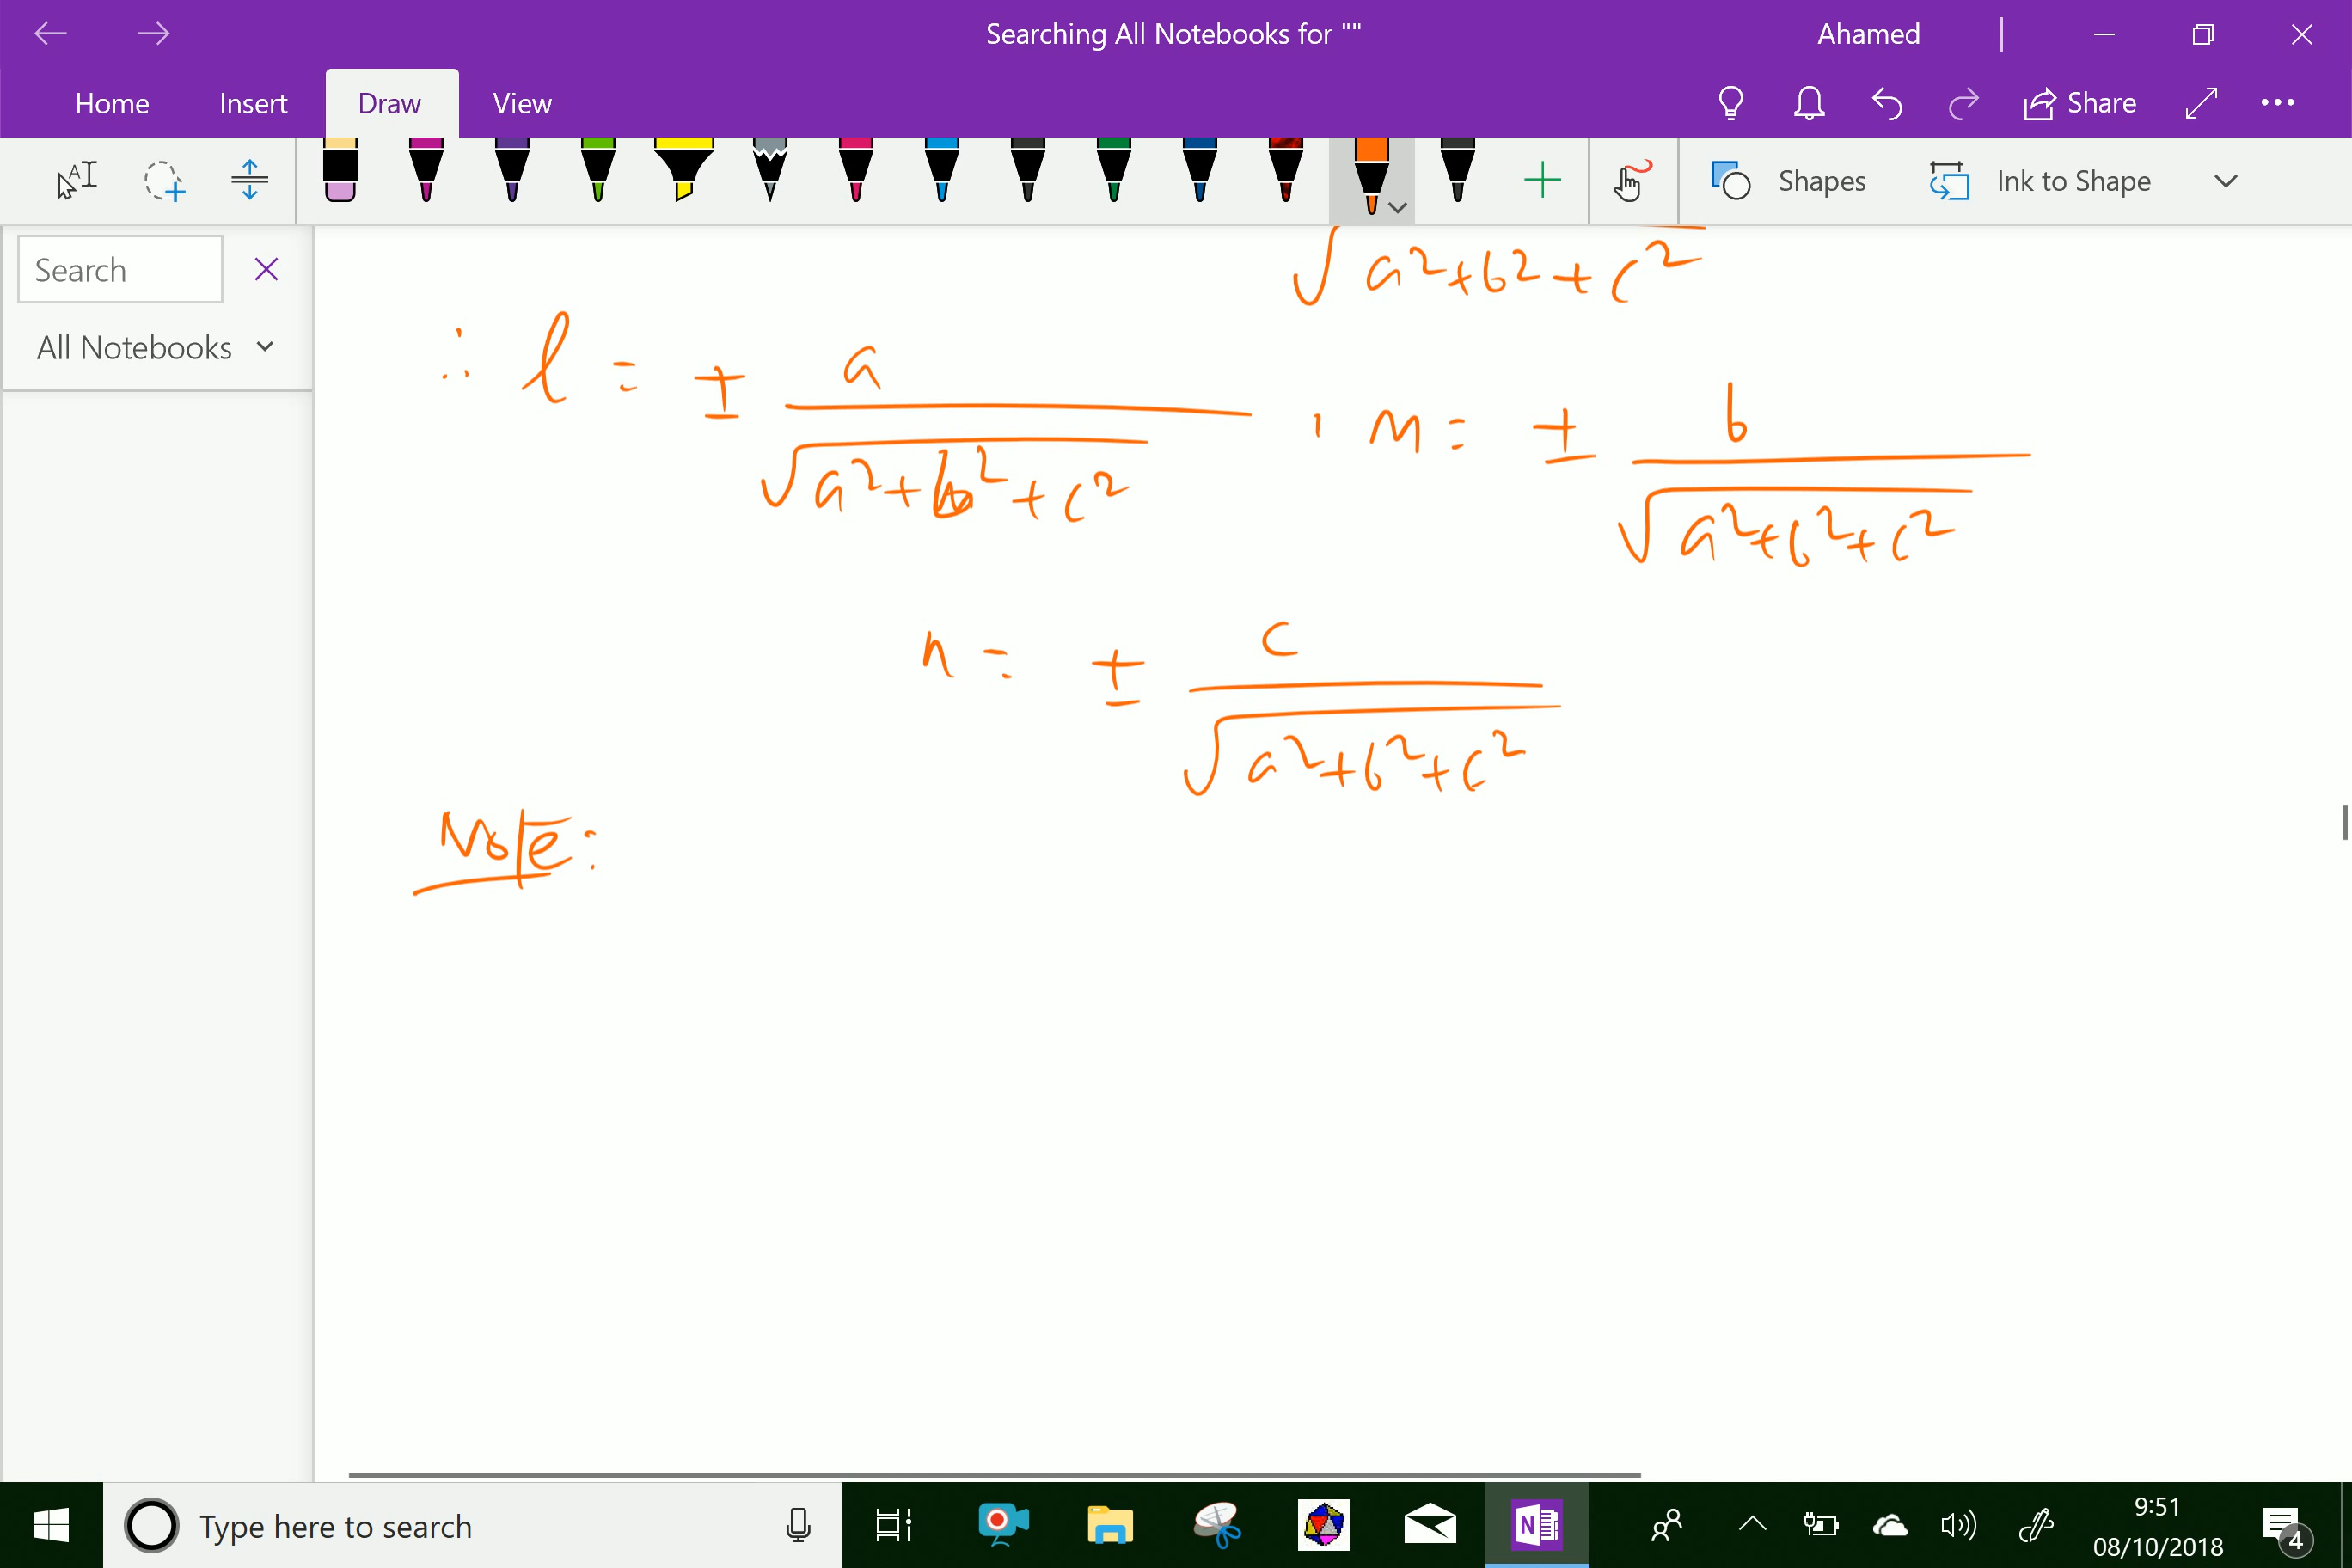 Searching All Notebooks for "" Ahamed
Home Insert Draw View Share
Shapes Ink to Shape
Search
All Notebooks
√(a²+b²+c²)
∴ l = ± a/√(a²+b²+c²) , m = ± b/√(a²+b²+c²)
n = ± c/√(a²+b²+c²)
Note:
Type here to search
N
9:51
08/10/2018
4